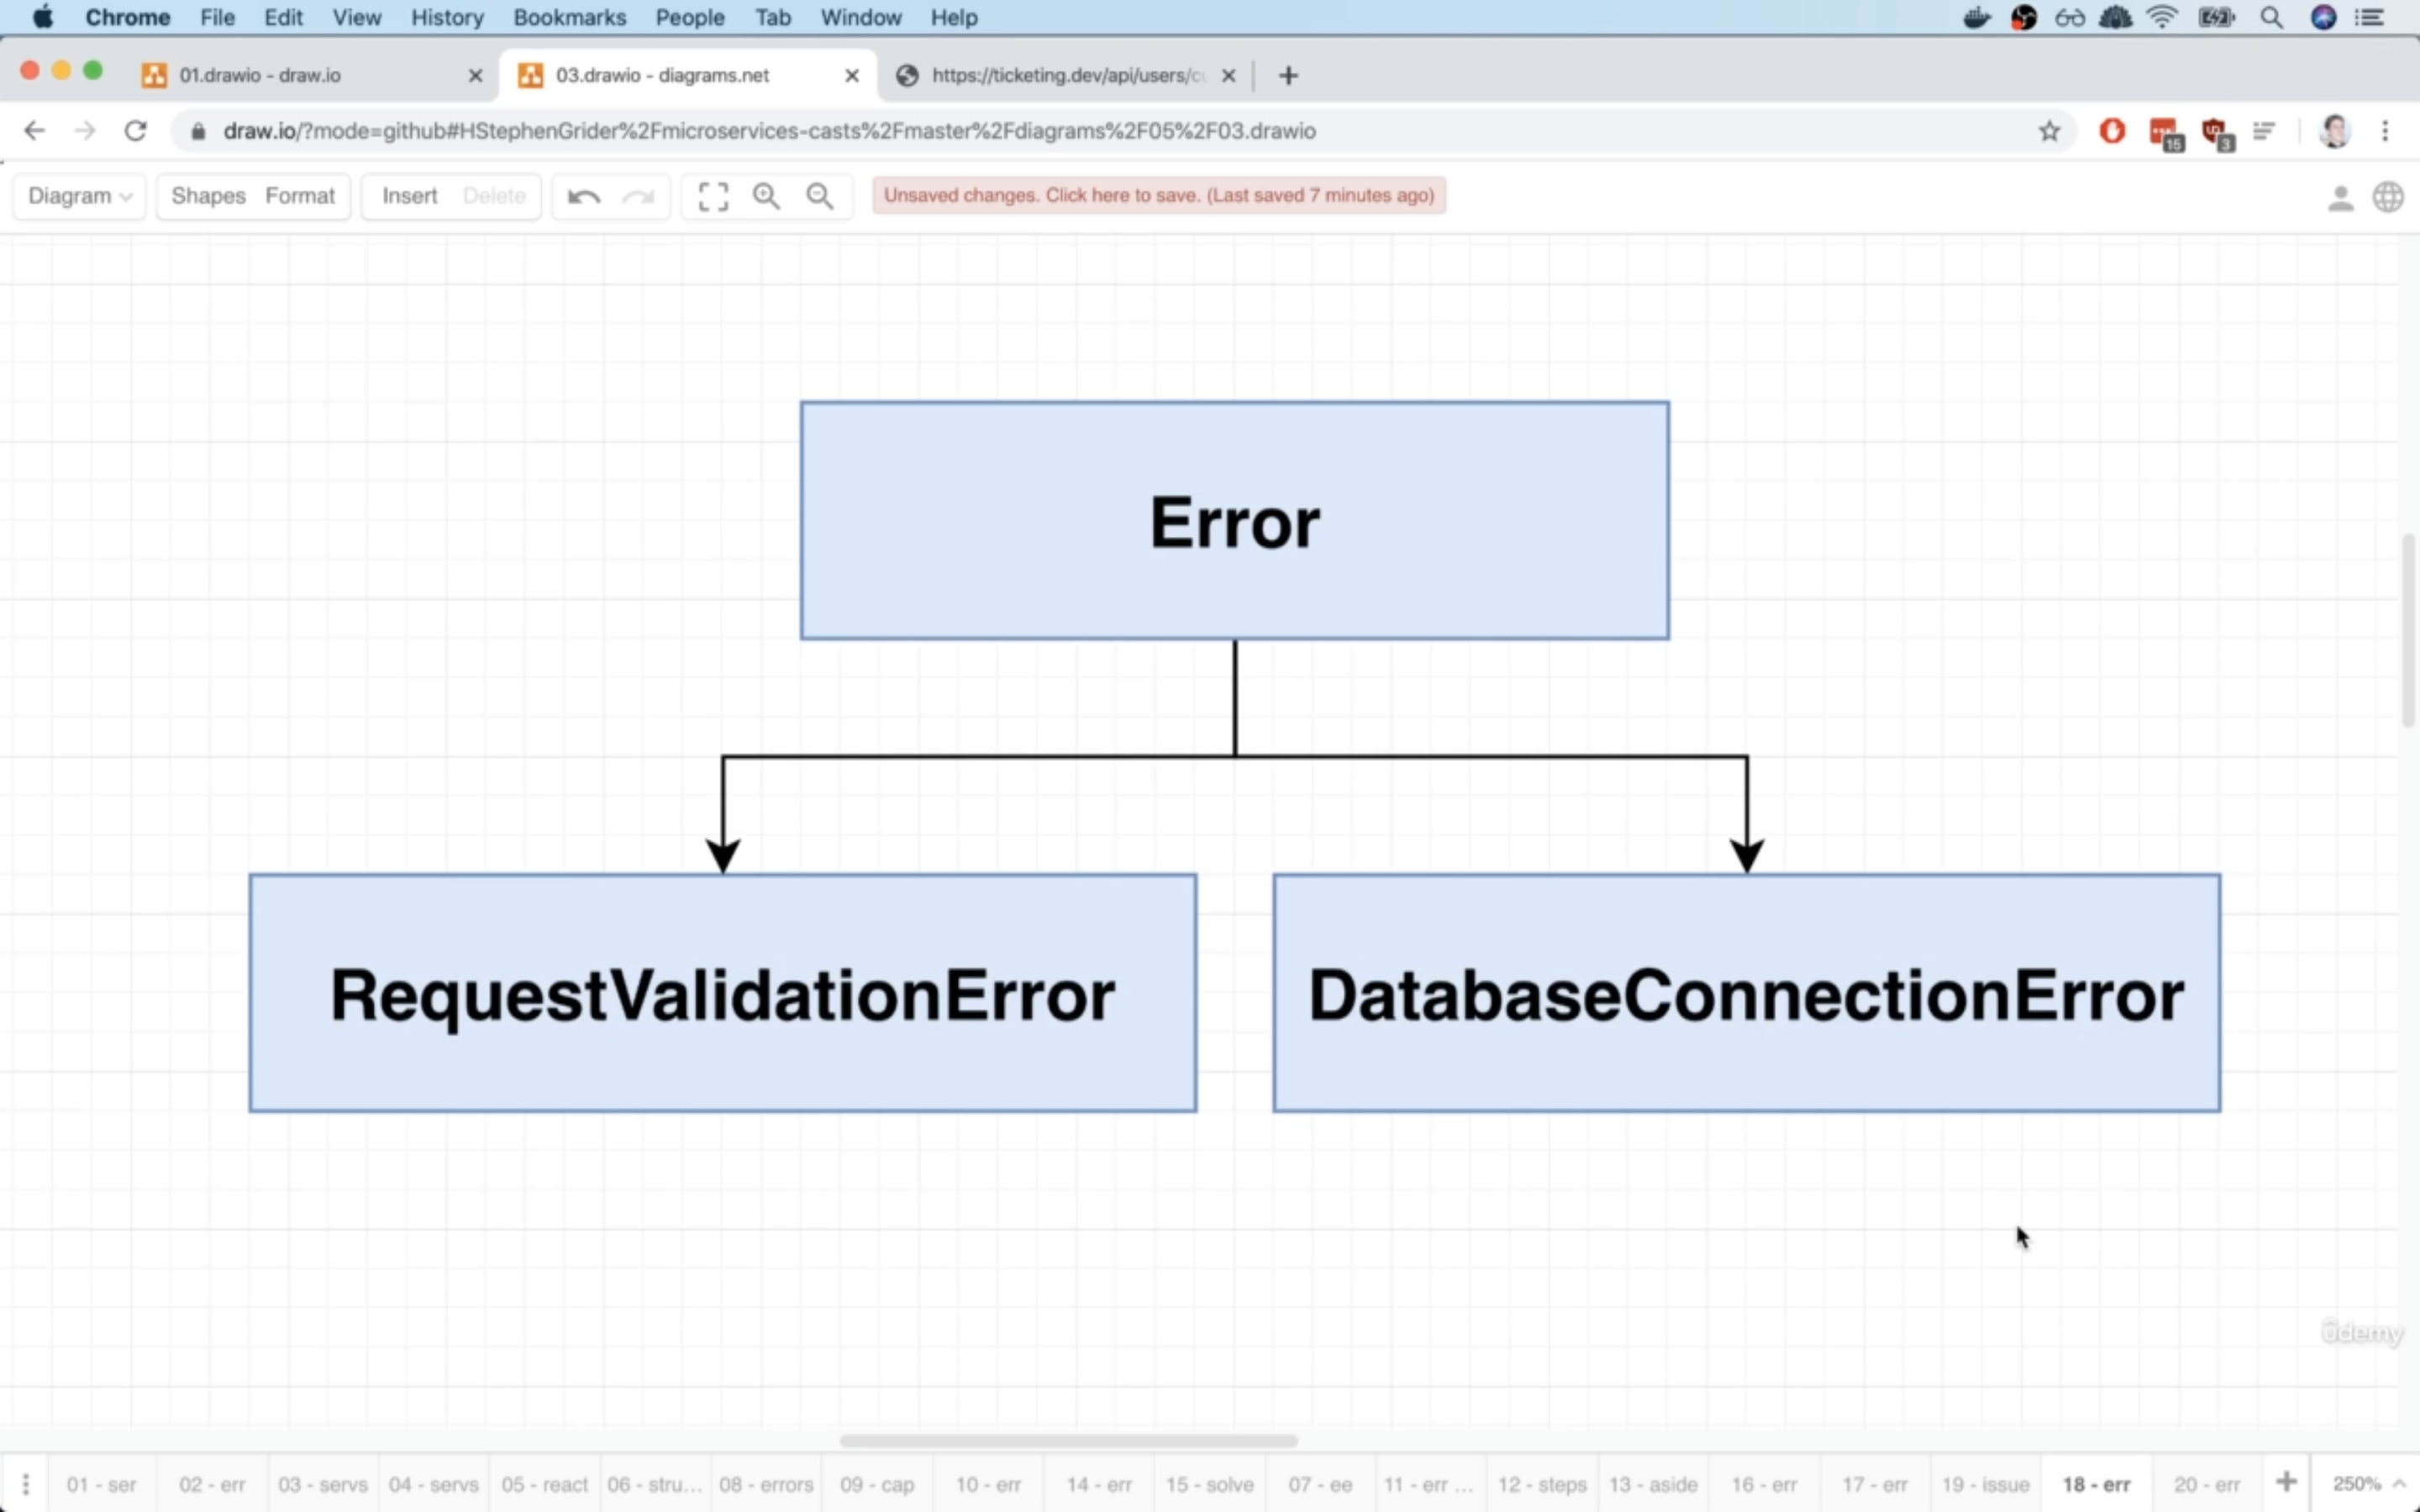 Chrome File Edit View History Bookmarks People Tab Window Help
01.drawio - draw.io
03.drawio - diagrams.net
https://ticketing.dev/api/users/cu
draw.io/?mode=github#HStephenGrider%2Fmicroservices-casts%2Fmaster%2Fdiagrams%2F05%2F03.drawio
15
3
Diagram Shapes Format Insert Delete
Unsaved changes. Click here to save. (Last saved 7 minutes ago)
Error
RequestValidationError
DatabaseConnectionError
ûdemy
01 - ser 02 - err 03 - servs 04 - servs 05 - react 06 - stru... 08 - errors 09 - cap 10 - err 14 - err 15 - solve 07 - ee 11 - err ... 12 - steps 13 - aside 16 - err 17 - err 19 - issue 18 - err 20 - err 250%